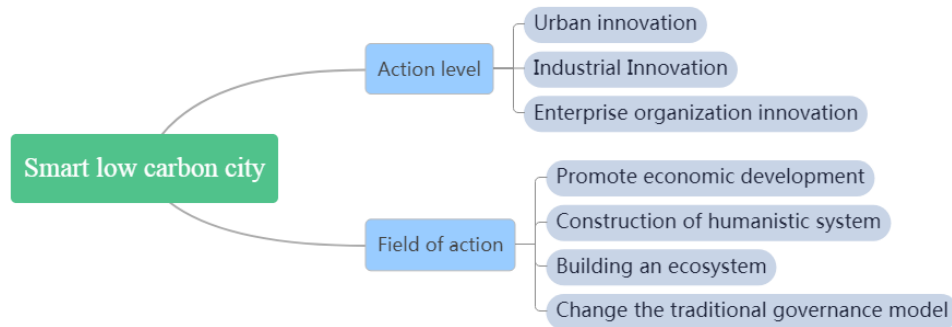 Smart low carbon city
Action level
Urban innovation
Industrial Innovation
Enterprise organization innovation
Field of action
Promote economic development
Construction of humanistic system
Building an ecosystem
Change the traditional governance model